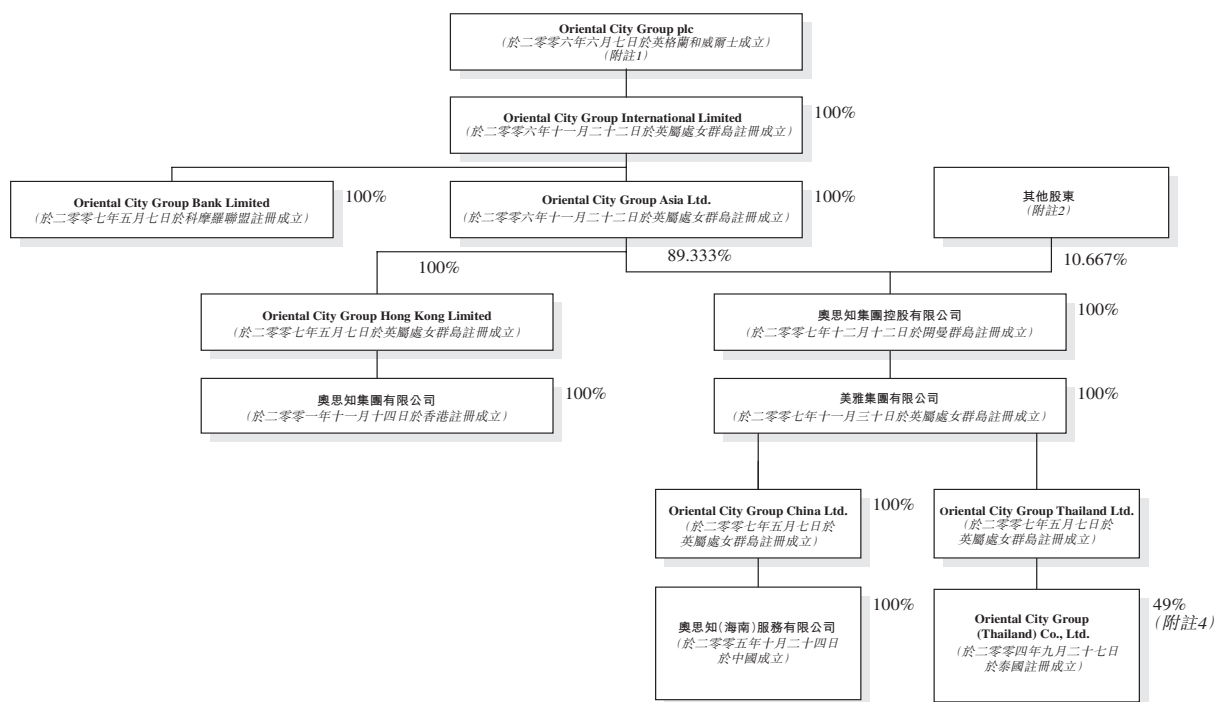 Oriental City Group plc
(於二零零六年六月七日於英格蘭和威爾士成立)
(附註1)
Oriental City Group International Limited
(於二零零六年十一月二十二日於英屬處女群島註冊成立)
100%
Oriental City Group Bank Limited
(於二零零七年五月七日於科摩羅聯盟註冊成立)
100%
Oriental City Group Asia Ltd.
(於二零零六年十一月二十二日於英屬處女群島註冊成立)
100%
其他股東
(附註2)
100%
89.333%
10.667%
Oriental City Group Hong Kong Limited
(於二零零七年五月七日於英屬處女群島註冊成立)
奧思知集團控股有限公司
(於二零零七年十二月十二日於開曼群島註冊成立)
100%
奧思知集團有限公司
(於二零零一年十一月十四日於香港註冊成立)
100%
美雅集團有限公司
(於二零零七年十一月三十日於英屬處女群島註冊成立)
100%
Oriental City Group China Ltd.
(於二零零七年五月七日於
英屬處女群島註冊成立)
100%
Oriental City Group Thailand Ltd.
(於二零零七年五月七日於
英屬處女群島註冊成立)
奧思知(海南)服務有限公司
(於二零零五年十月二十四日
於中國成立)
100%
Oriental City Group
(Thailand) Co., Ltd.
(於二零零四年九月二十七日
於泰國註冊成立)
49%
(附註4)